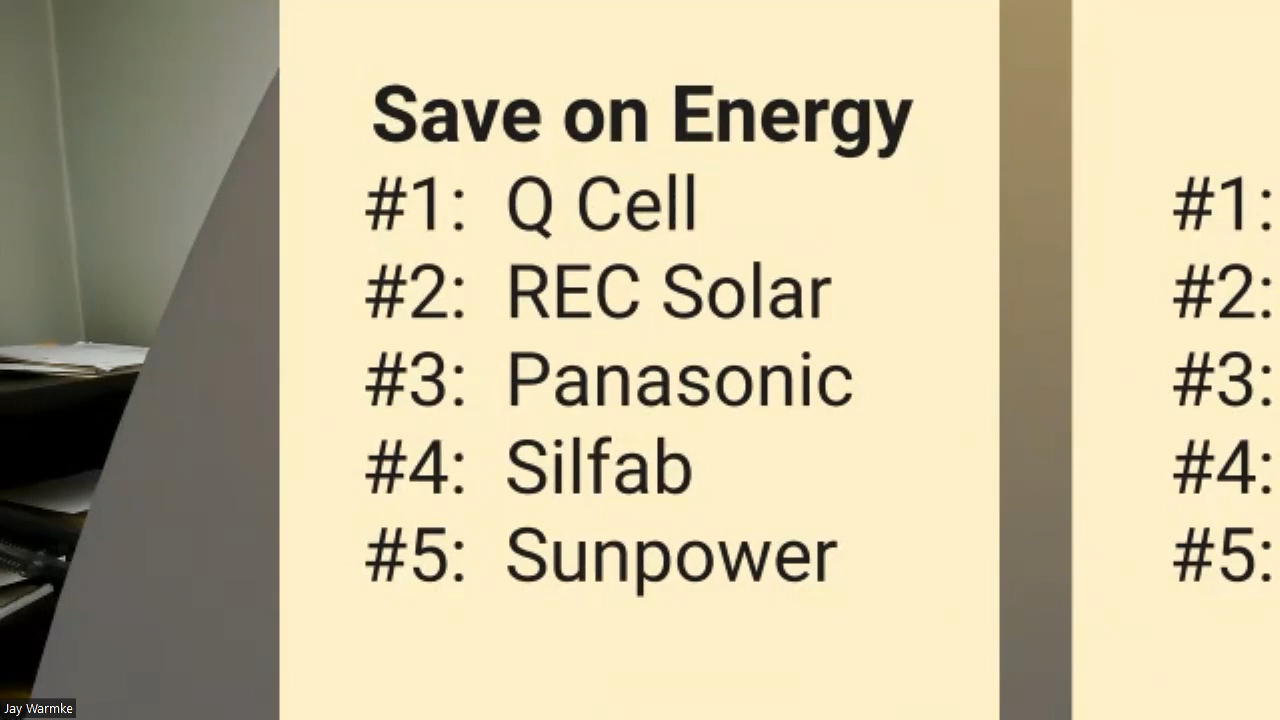 Save on Energy
#1: Q Cell
#2: REC Solar
#3: Panasonic
#4: Silfab
#5: Sunpower
#1:
#2:
#3:
#4:
#5:
Jay Warmke